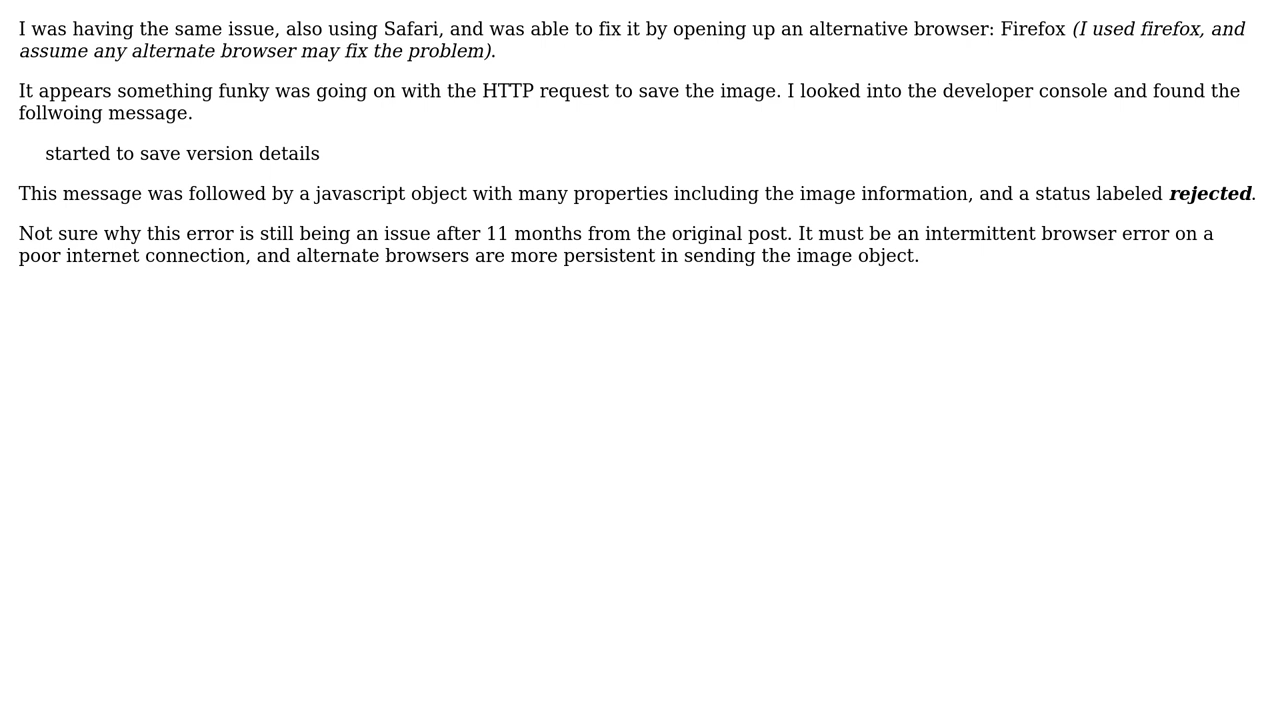 I was having the same issue, also using Safari, and was able to fix it by opening up an alternative browser: Firefox (I used firefox, and
assume any alternate browser may fix the problem).
It appears something funky was going on with the HTTP request to save the image. I looked into the developer console and found the
follwoing message.
started to save version details
This message was followed by a javascript object with many properties including the image information, and a status labeled rejected.
Not sure why this error is still being an issue after 11 months from the original post. It must be an intermittent browser error on a
poor internet connection, and alternate browsers are more persistent in sending the image object.